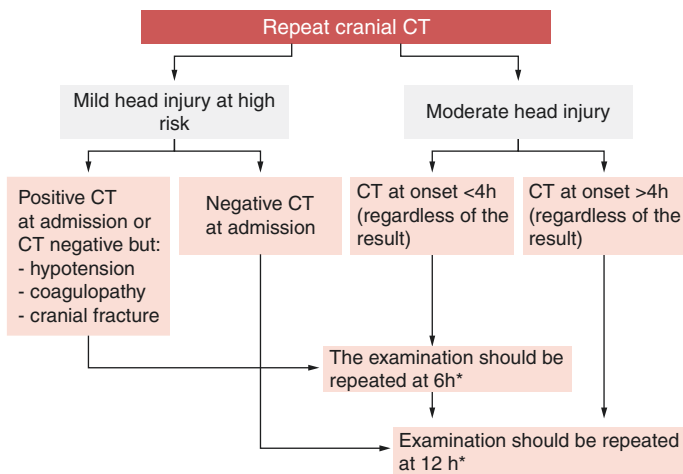 Repeat cranial CT
Mild head injury at high
risk
Moderate head injury
Positive CT
at admission or
CT negative but:
- hypotension
- coagulopathy
- cranial fracture
Negative CT
at admission
CT at onset <4h
(regardless of the
result)
CT at onset >4h
(regardless of the
result)
The examination should be
repeated at 6h*
Examination should be repeated
at 12 h*